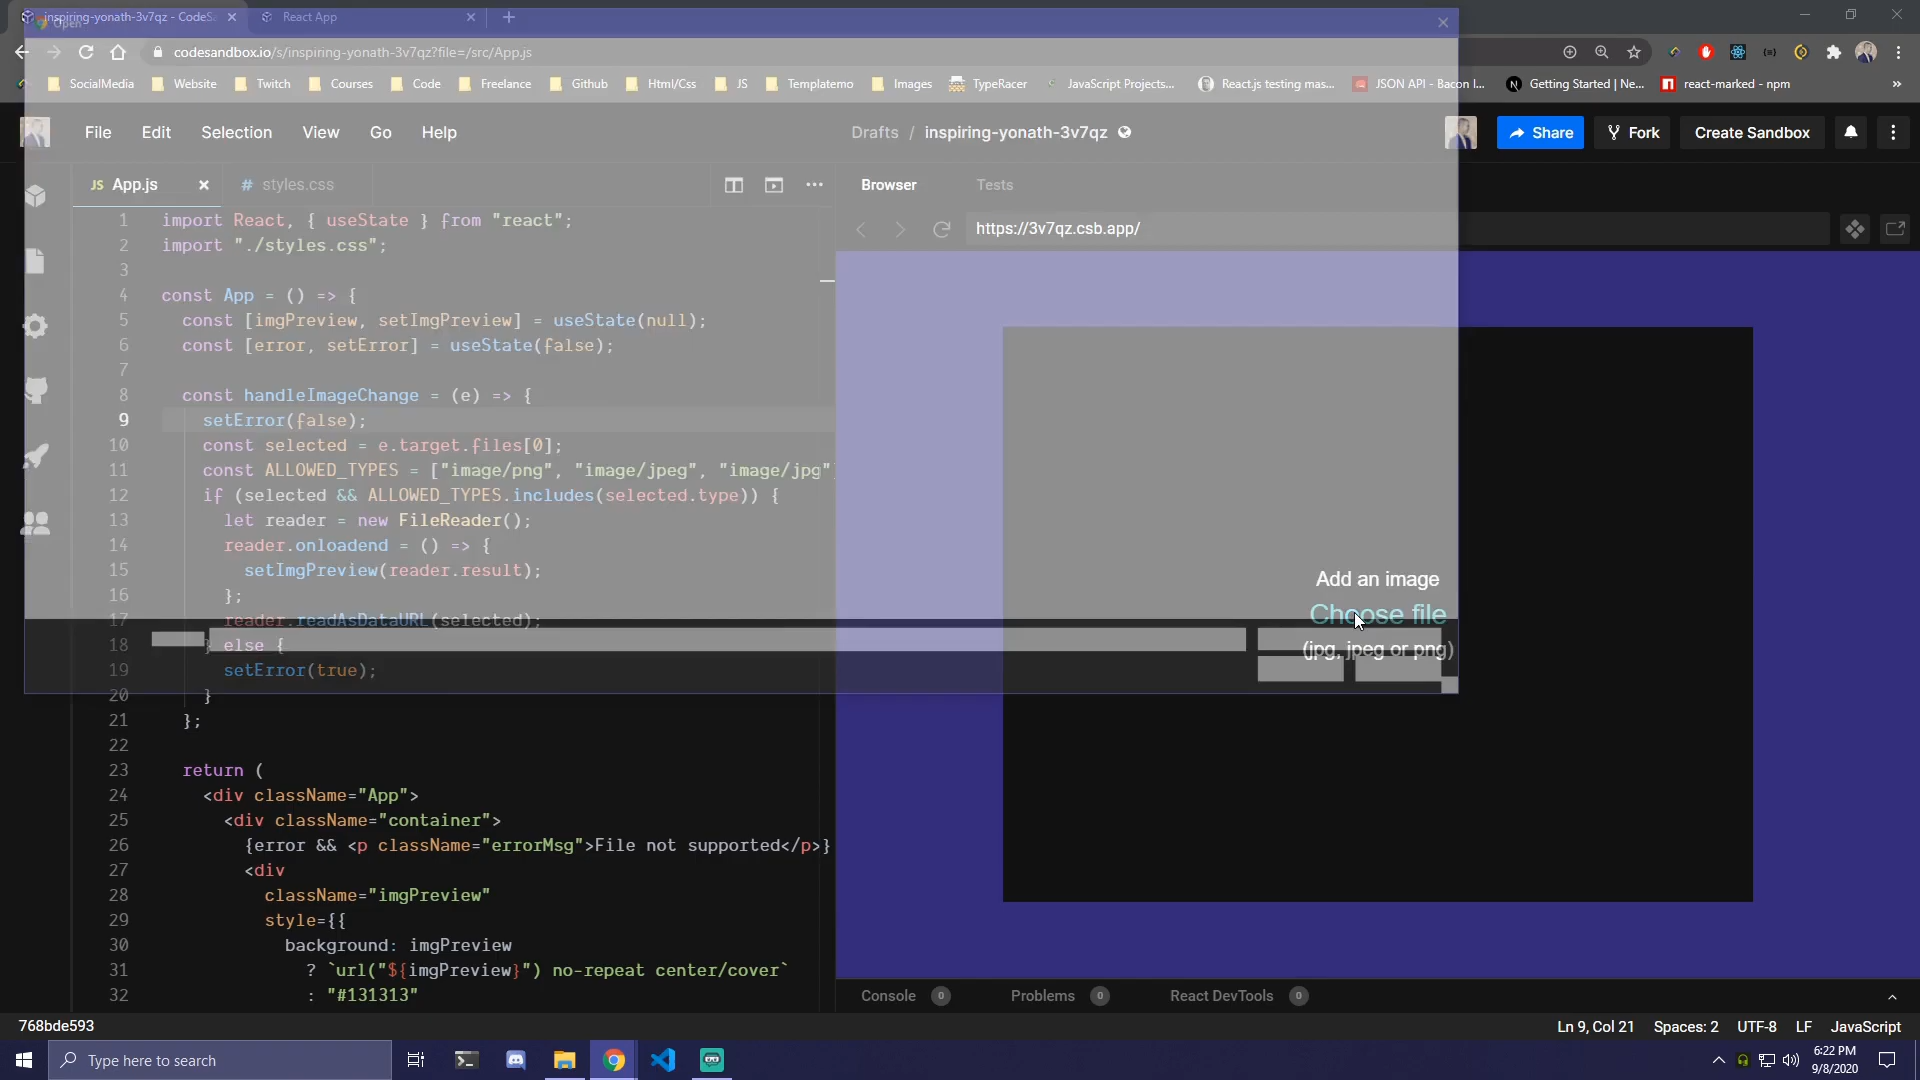 inspiring-yonath-3v7qz - CodeSa
React App
Open
codesandbox.io/s/inspiring-yonath-3v7qz?file=/src/App.js
SocialMedia
Website
Twitch
Courses
Code
Freelance
Github
Html/Css
JS
Templatemo
Images
TypeRacer
JavaScript Projects...
React.js testing mas...
JSON API - Bacon I...
Getting Started | Ne...
react-marked - npm
»
File
Edit
Selection
View
Go
Help
Drafts / inspiring-yonath-3v7qz
Share
Fork
Create Sandbox
JS App.js
# styles.css
Browser
Tests
https://3v7qz.csb.app/
1 import React, { useState } from "react";
2 import "./styles.css";
3
4 const App = () => {
5 const [imgPreview, setImgPreview] = useState(null);
6 const [error, setError] = useState(false);
7
8 const handleImageChange = (e) => {
9 setError(false);
10 const selected = e.target.files[0];
11 const ALLOWED_TYPES = ["image/png", "image/jpeg", "image/jpg"]
12 if (selected && ALLOWED_TYPES.includes(selected.type)) {
13 let reader = new FileReader();
14 reader.onloadend = () => {
15 setImgPreview(reader.result);
16 };
17 reader.readAsDataURL(selected);
18 } else {
19 setError(true);
20 }
21 };
22
23 return (
24 <div className="App">
25 <div className="container">
26 {error && <p className="errorMsg">File not supported</p>}
27 <div
28 className="imgPreview"
29 style={{
30 background: imgPreview
31 ? `url("${imgPreview}") no-repeat center/cover`
32 : "#131313"
Add an image
Choose file
(jpg, jpeg or png)
Console 0
Problems 0
React DevTools 0
768bde593
Ln 9, Col 21
Spaces: 2
UTF-8
LF
JavaScript
Type here to search
6:22 PM
9/8/2020